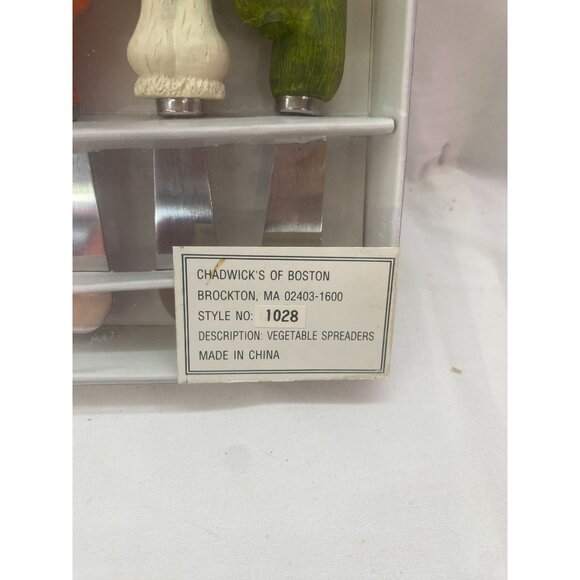 CHADWICK'S OF BOSTON
BROCKTON, MA 02403-1600
STYLE NO: 1028
DESCRIPTION: VEGETABLE SPREADERS
MADE IN CHINA